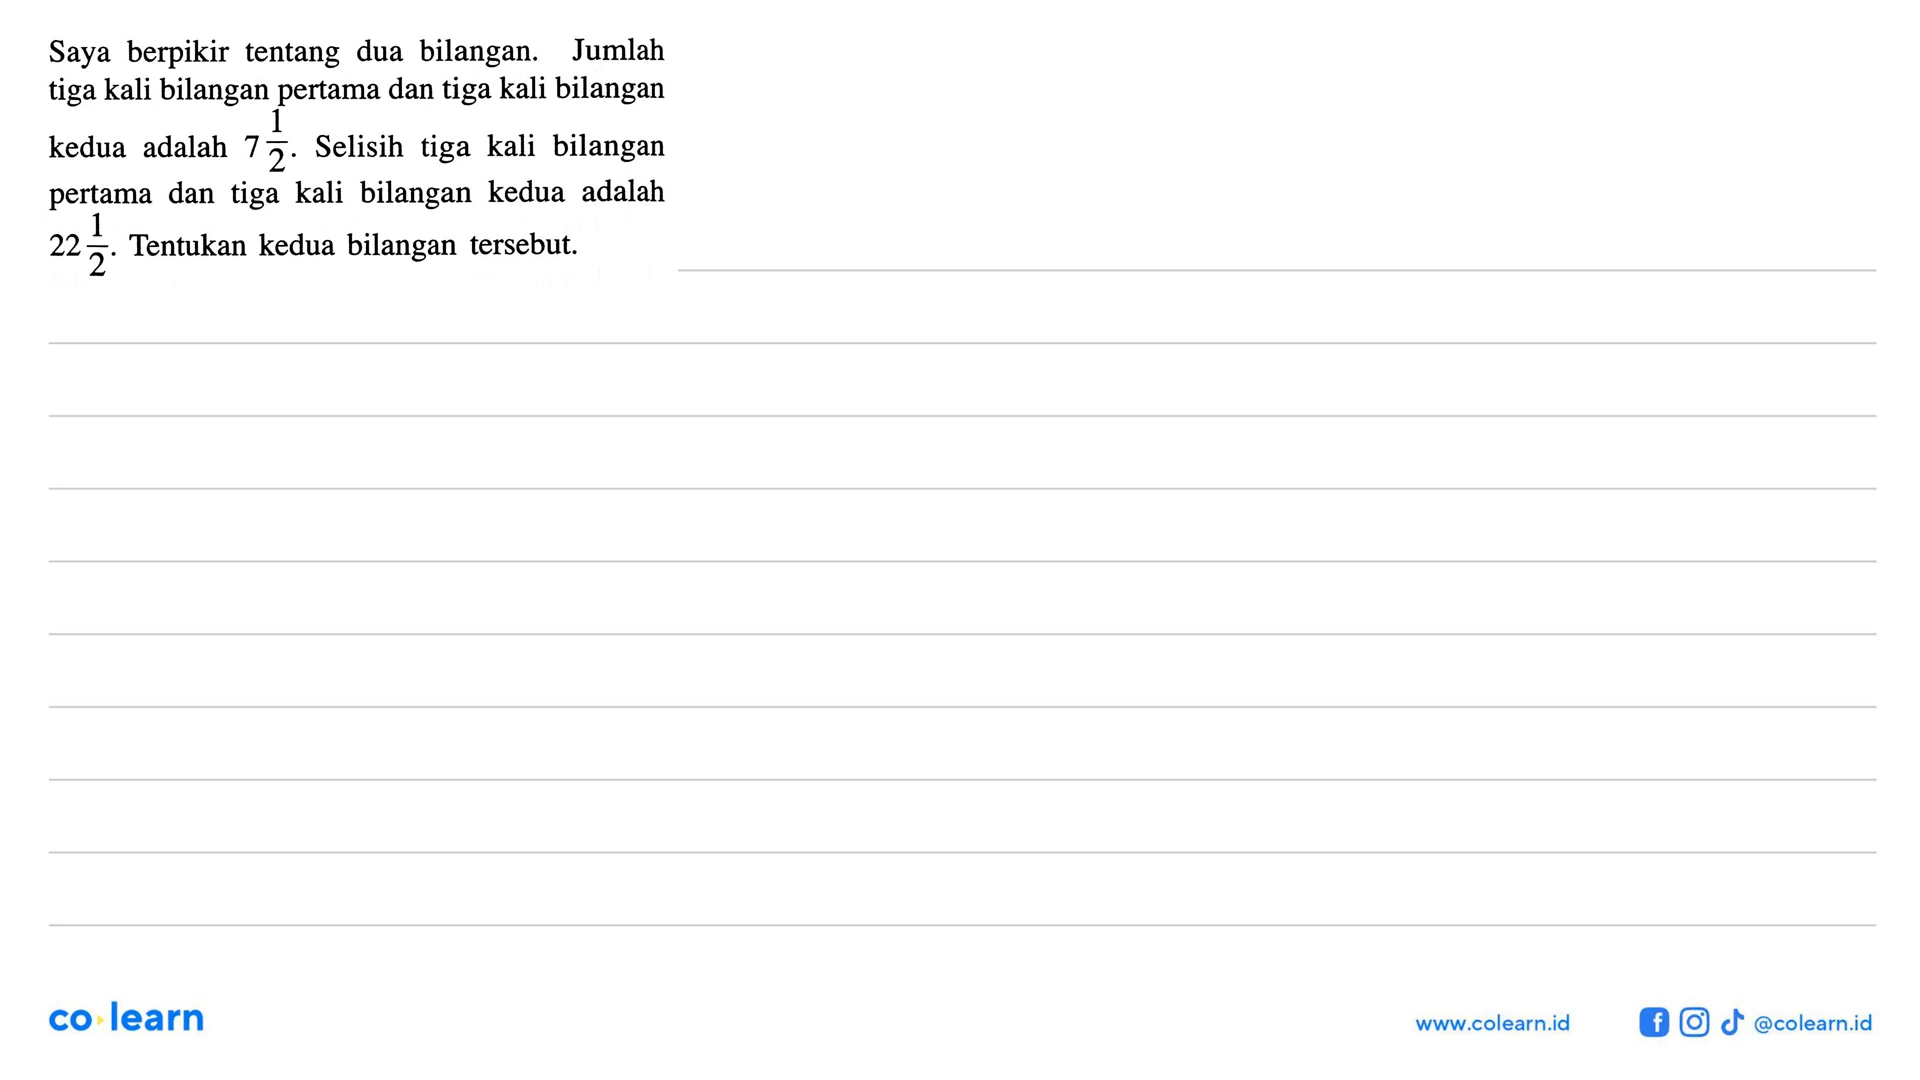 Saya berpikir tentang dua bilangan. Jumlah
tiga kali bilangan pertama dan tiga kali bilangan
kedua adalah 7 1/2. Selisih tiga kali bilangan
pertama dan tiga kali bilangan kedua adalah
22 1/2. Tentukan kedua bilangan tersebut.
co learn
www.colearn.id
@colearn.id